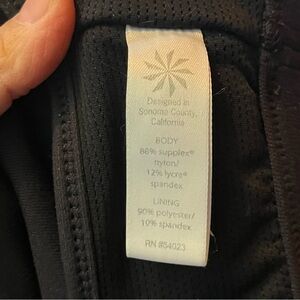 Designed in
Sonoma County,
California
BODY
88% supplex®
nylon/
12% lycra®
spandex
LINING
90% polyester/
10% spandex
RN #54023